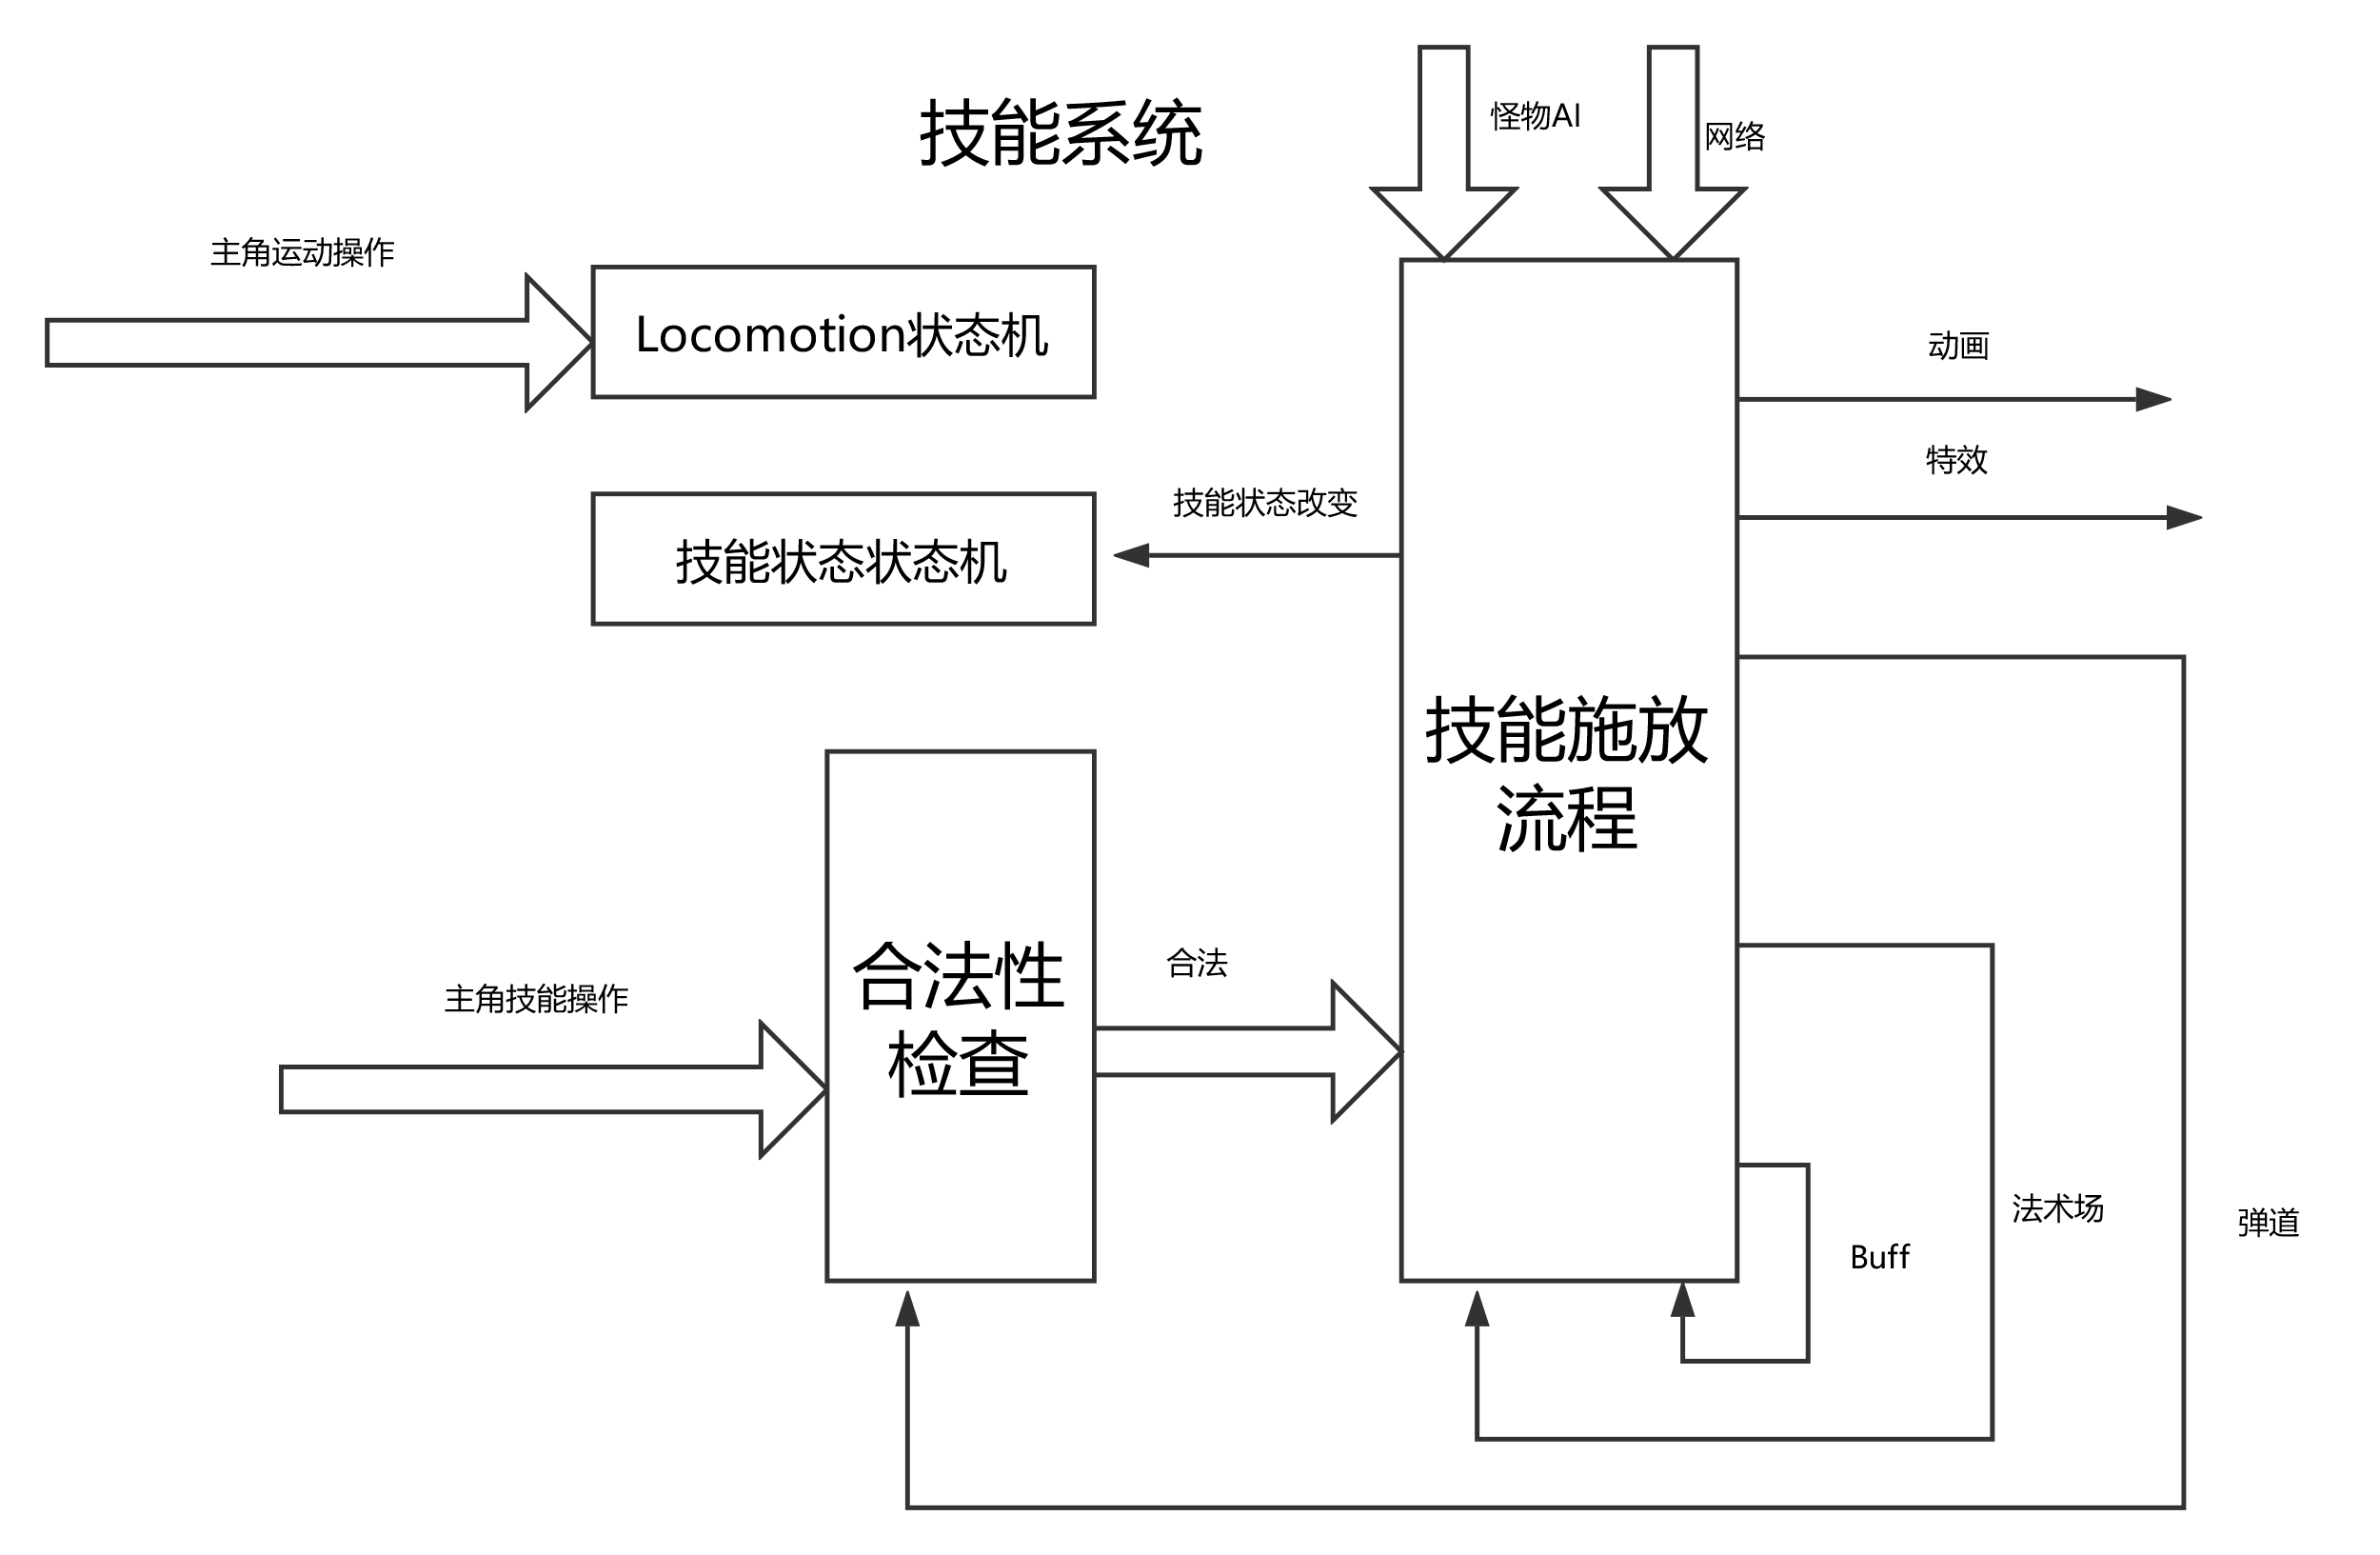 技能系统
怪物AI
网络
主角运动操作
Locomotion状态机
动画
特效
技能状态改变
技能状态状态机
技能施放
流程
合法性
检查
合法
主角技能操作
法术场
弹道
Buff